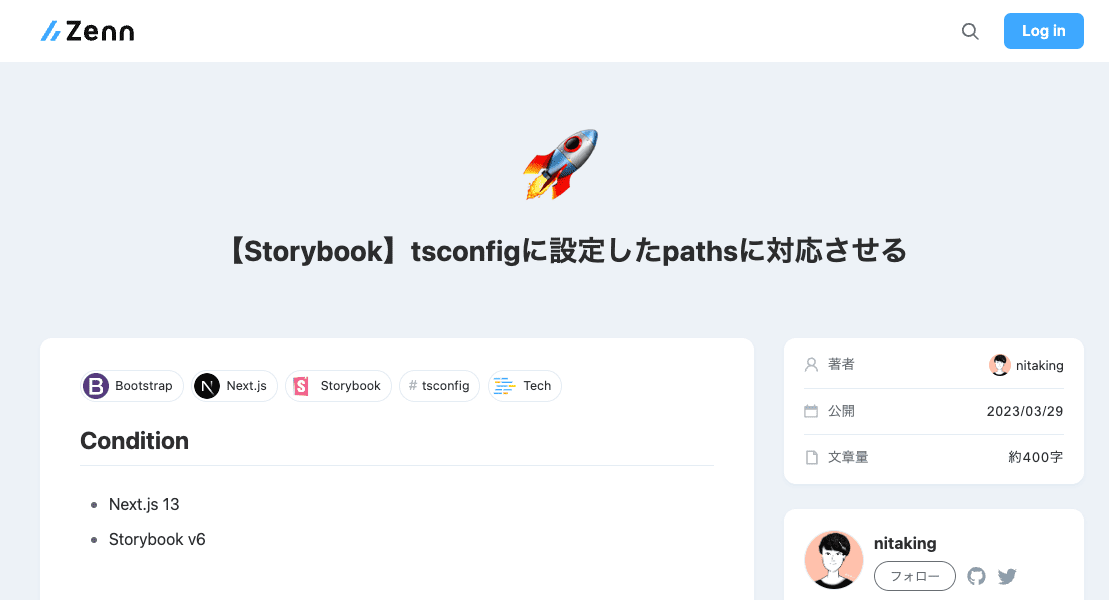 Zenn
Log in
【Storybook】tsconfigに設定したpathsに対応させる
Bootstrap
Next.js
Storybook
# tsconfig
Tech
Condition
Next.js 13
Storybook v6
著者
nitaking
公開
2023/03/29
文章量
約400字
nitaking
フォロー